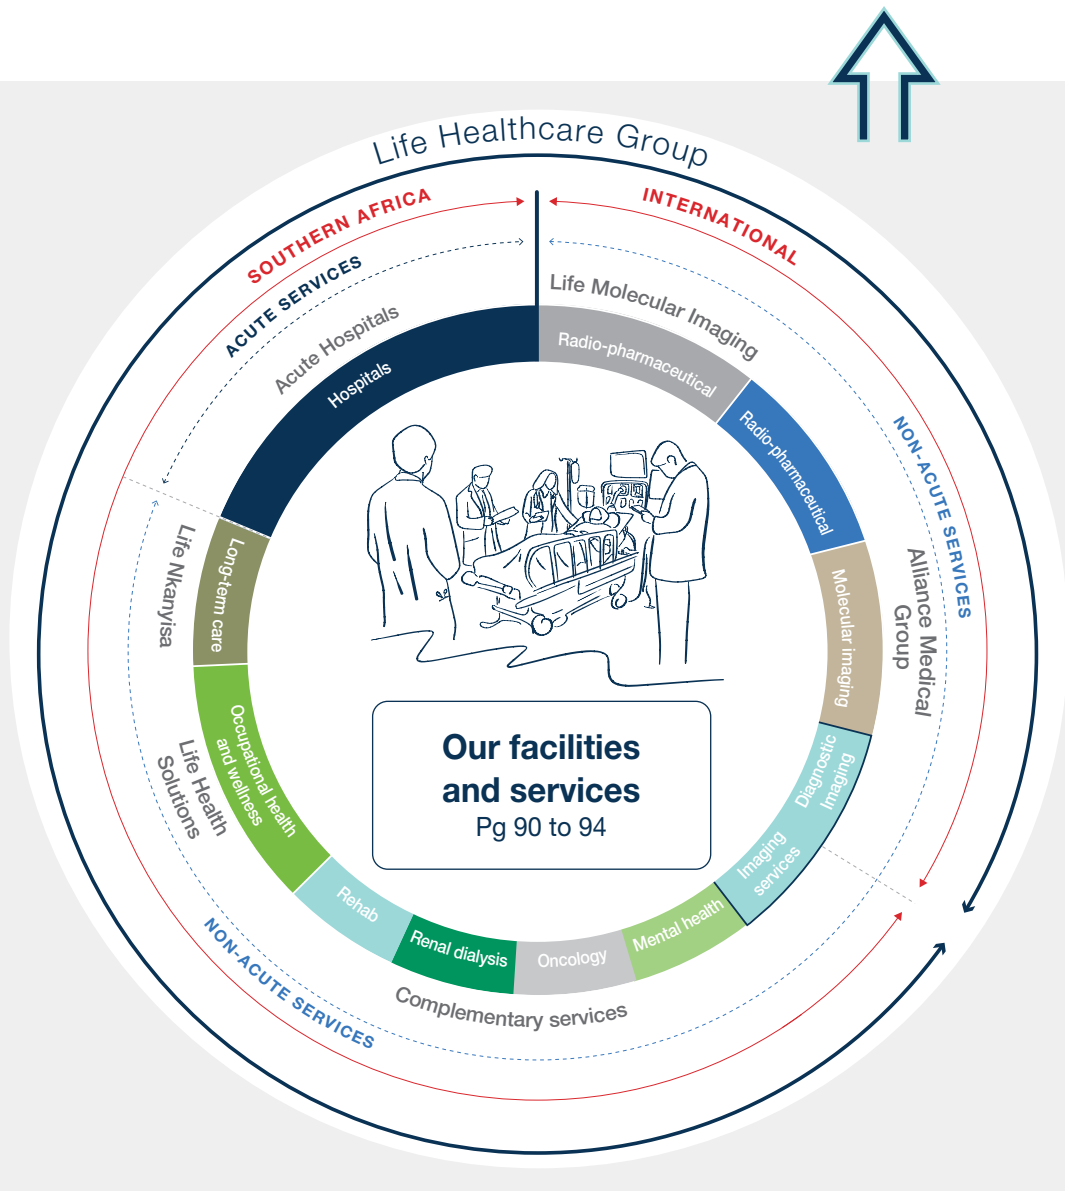 Life Healthcare Group
SOUTHERN AFRICA
INTERNATIONAL
ACUTE SERVICES
NON-ACUTE SERVICES
Acute Hospitals
Life Molecular Imaging
Hospitals
Radio-pharmaceutical
Radio-pharmaceutical
Molecular imaging
Alliance Medical
Group
Diagnostic
Imaging
Imaging
services
Mental health
Oncology
Renal dialysis
Rehab
Complementary services
Occupational health
and wellness
Life Health
Solutions
Long-term care
Life Nkanyisa
NON-ACUTE SERVICES
Our facilities
and services
Pg 90 to 94